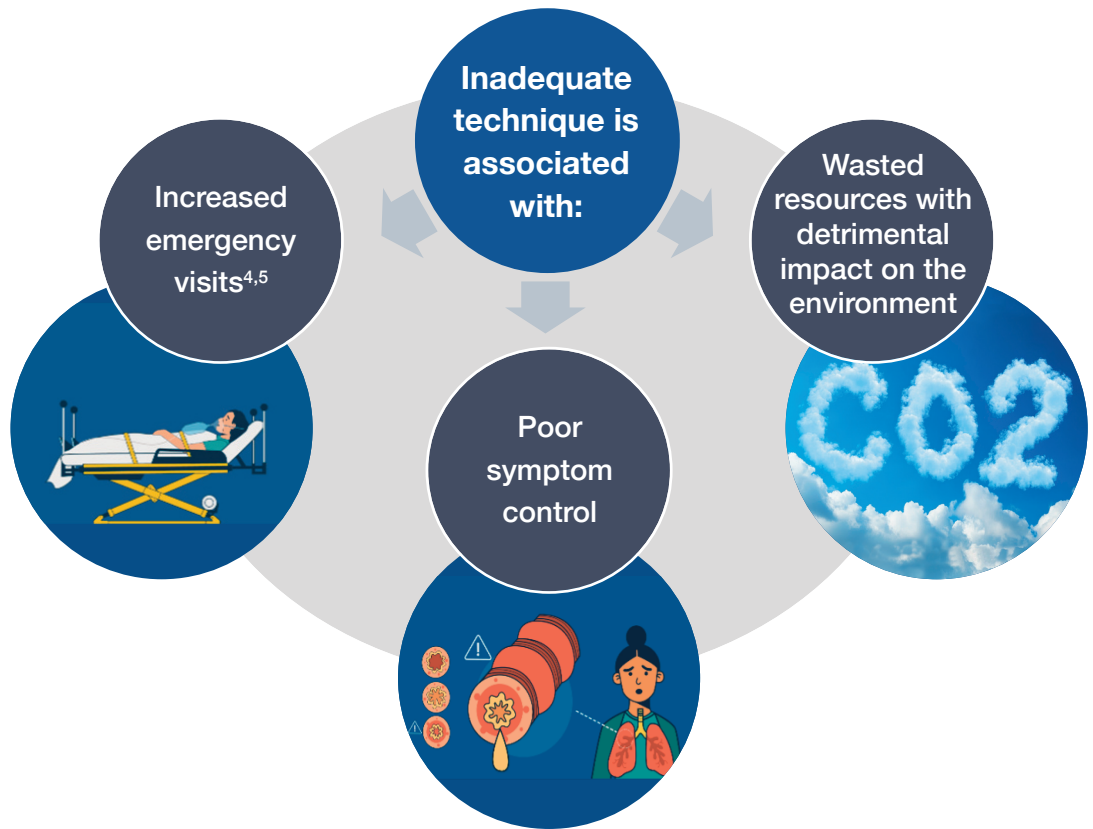 Inadequate
technique is
associated
with:
Increased
emergency
visits4,5
Wasted
resources with
detrimental
impact on the
environment
Poor
symptom
control
CO2